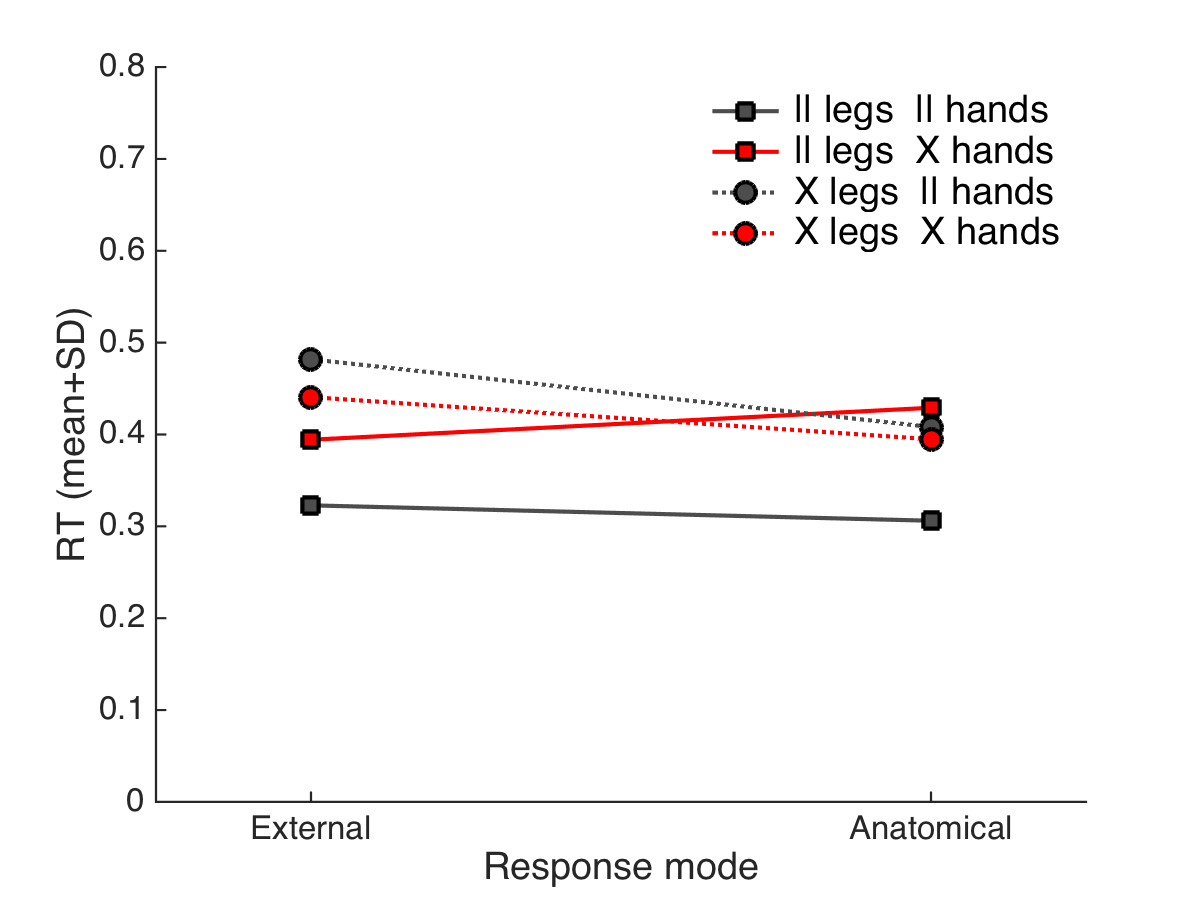 0.8
0.7
0.6
0.5
0.4
0.3
0.2
0.1
0
RT (mean+SD)
ll legs  ll hands
ll legs  X hands
X legs  ll hands
X legs  X hands
External
Anatomical
Response mode